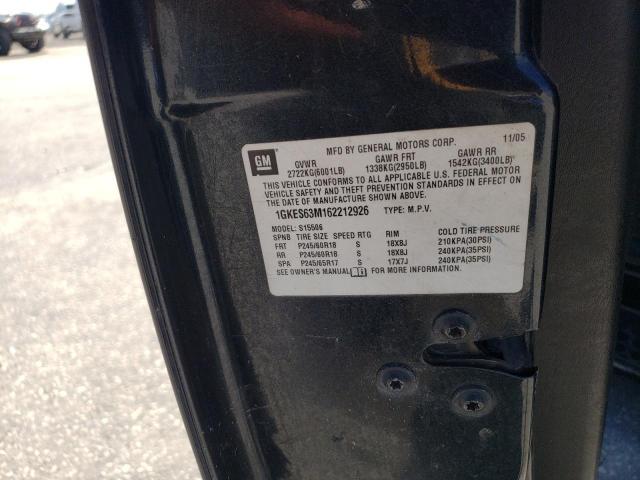 MFD BY GENERAL MOTORS CORP. 11/05
GM
GVWR GAWR FRT GAWR RR
2722KG(6001LB) 1338KG(2950LB) 1542KG(3400LB)
THIS VEHICLE CONFORMS TO ALL APPLICABLE U.S. FEDERAL MOTOR
VEHICLE SAFETY AND THEFT PREVENTION STANDARDS IN EFFECT ON
THE DATE OF MANUFACTURE SHOWN ABOVE.
1GKES63M162212926 TYPE: M.P.V.
MODEL: S15506
SPNB TIRE SIZE SPEED RTG RIM COLD TIRE PRESSURE
FRT P245/60R18 S 18X8J 210KPA(30PSI)
RR P245/60R18 S 18X8J 240KPA(35PSI)
SPA P245/65R17 S 17X7J 240KPA(35PSI)
SEE OWNER'S MANUAL FOR MORE INFORMATION.